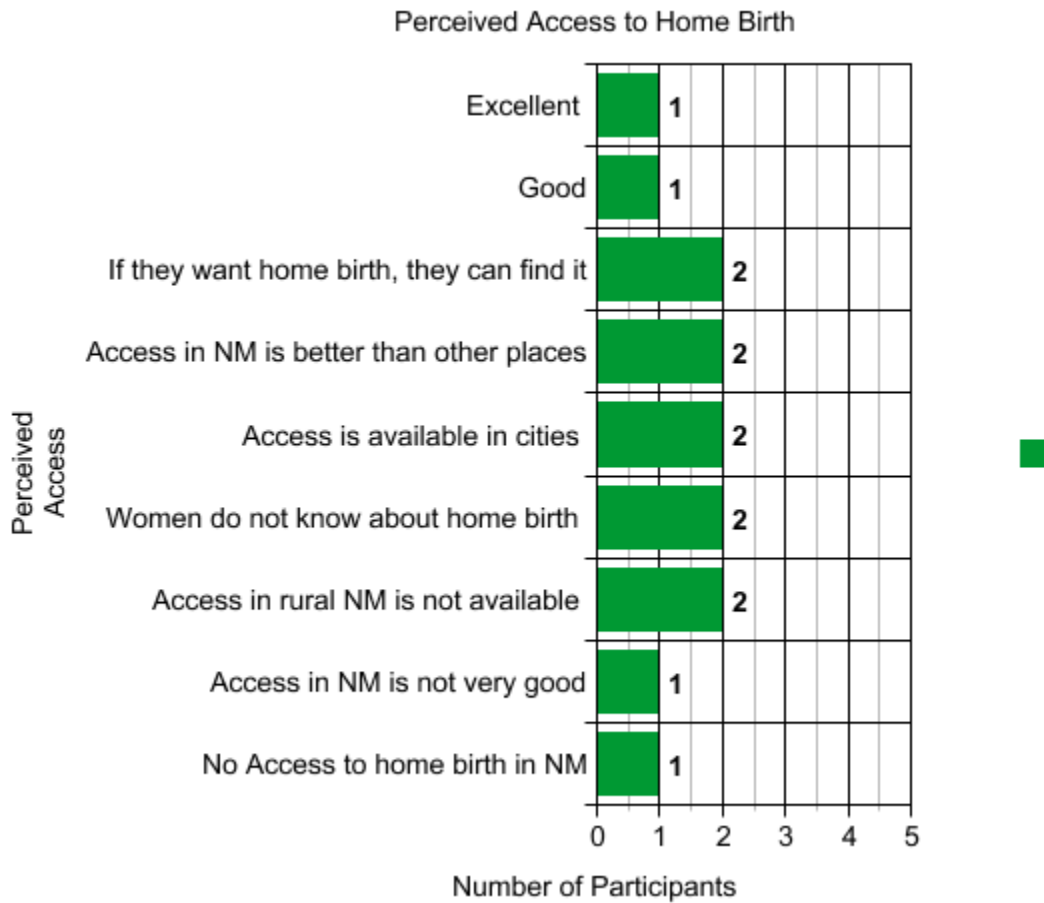 Perceived Access to Home Birth
Excellent
1
Good
1
If they want home birth, they can find it
2
Access in NM is better than other places
2
Access is available in cities
2
Women do not know about home birth
2
Access in rural NM is not available
2
Access in NM is not very good
1
No Access to home birth in NM
1
Perceived
Access
0 1 2 3 4 5
Number of Participants